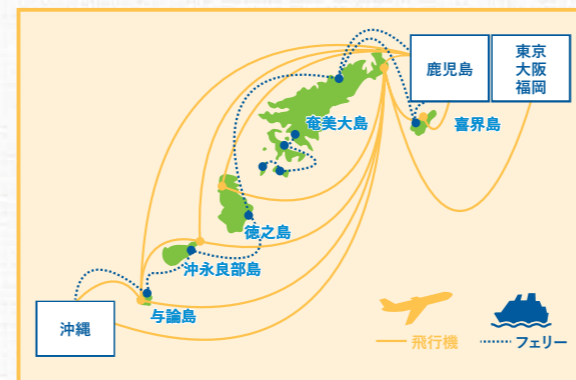 鹿児島
東京
大阪
福岡
奄美大島
喜界島
徳之島
沖永良部島
与論島
沖縄
飛行機
フェリー